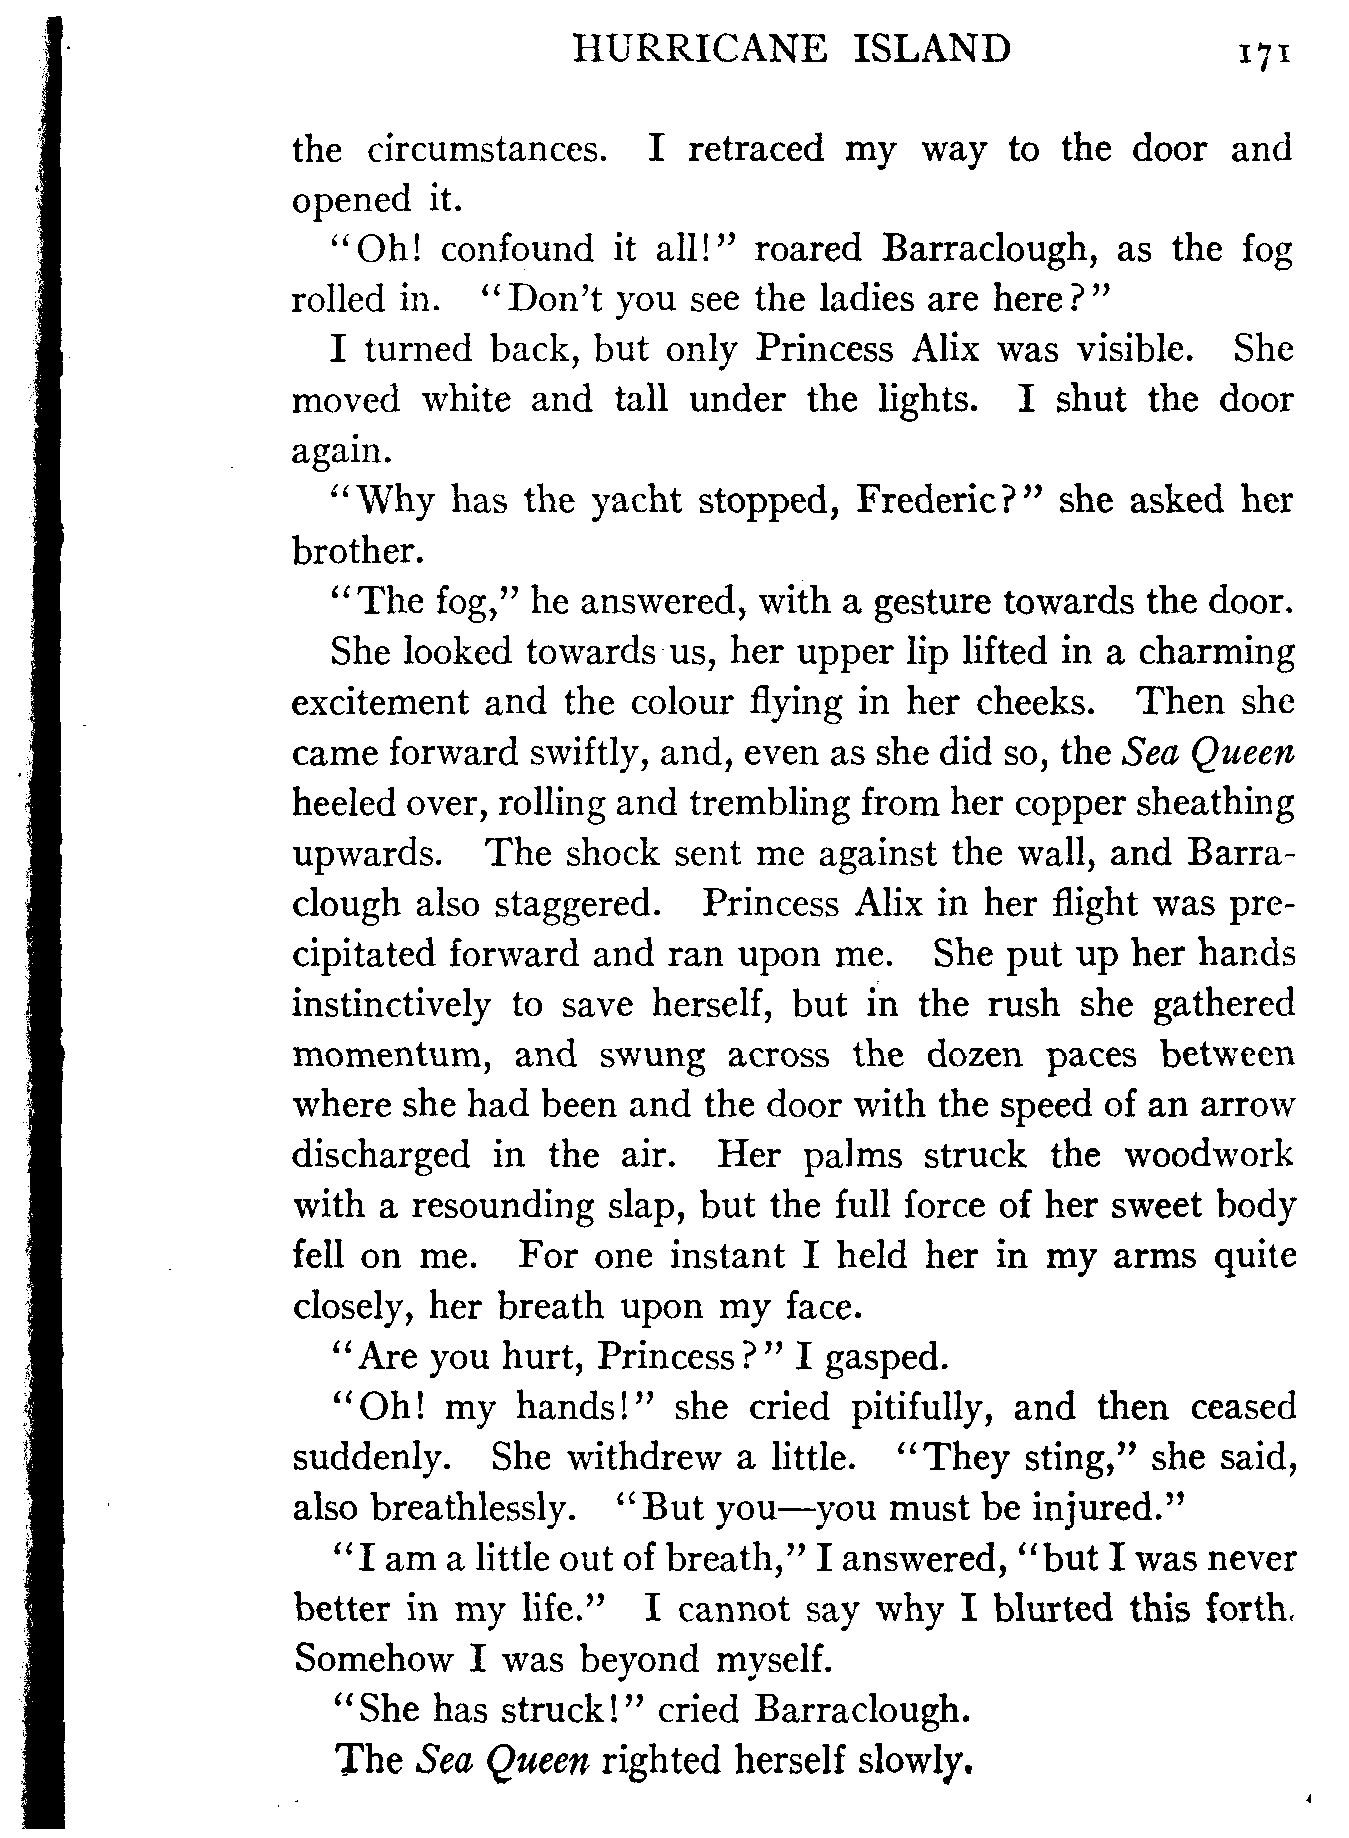 HURRICANE ISLAND 171
the circumstances. I retraced my way to the door and
opened it.
"Oh! confound it all!" roared Barraclough, as the fog
rolled in. "Don't you see the ladies are here?"
I turned back, but only Princess Alix was visible. She
moved white and tall under the lights. I shut the door
again.
"Why has the yacht stopped, Frederic?" she asked her
brother.
"The fog," he answered, with a gesture towards the door.
She looked towards us, her upper lip lifted in a charming
excitement and the colour flying in her cheeks. Then she
came forward swiftly, and, even as she did so, the Sea Queen
heeled over, rolling and trembling from her copper sheathing
upwards. The shock sent me against the wall, and Barra-
clough also staggered. Princess Alix in her flight was pre-
cipitated forward and ran upon me. She put up her hands
instinctively to save herself, but in the rush she gathered
momentum, and swung across the dozen paces between
where she had been and the door with the speed of an arrow
discharged in the air. Her palms struck the woodwork
with a resounding slap, but the full force of her sweet body
fell on me. For one instant I held her in my arms quite
closely, her breath upon my face.
"Are you hurt, Princess?" I gasped.
"Oh! my hands!" she cried pitifully, and then ceased
suddenly. She withdrew a little. "They sting," she said,
also breathlessly. "But you—you must be injured."
"I am a little out of breath," I answered, "but I was never
better in my life." I cannot say why I blurted this forth.
Somehow I was beyond myself.
"She has struck!" cried Barraclough.
The Sea Queen righted herself slowly.